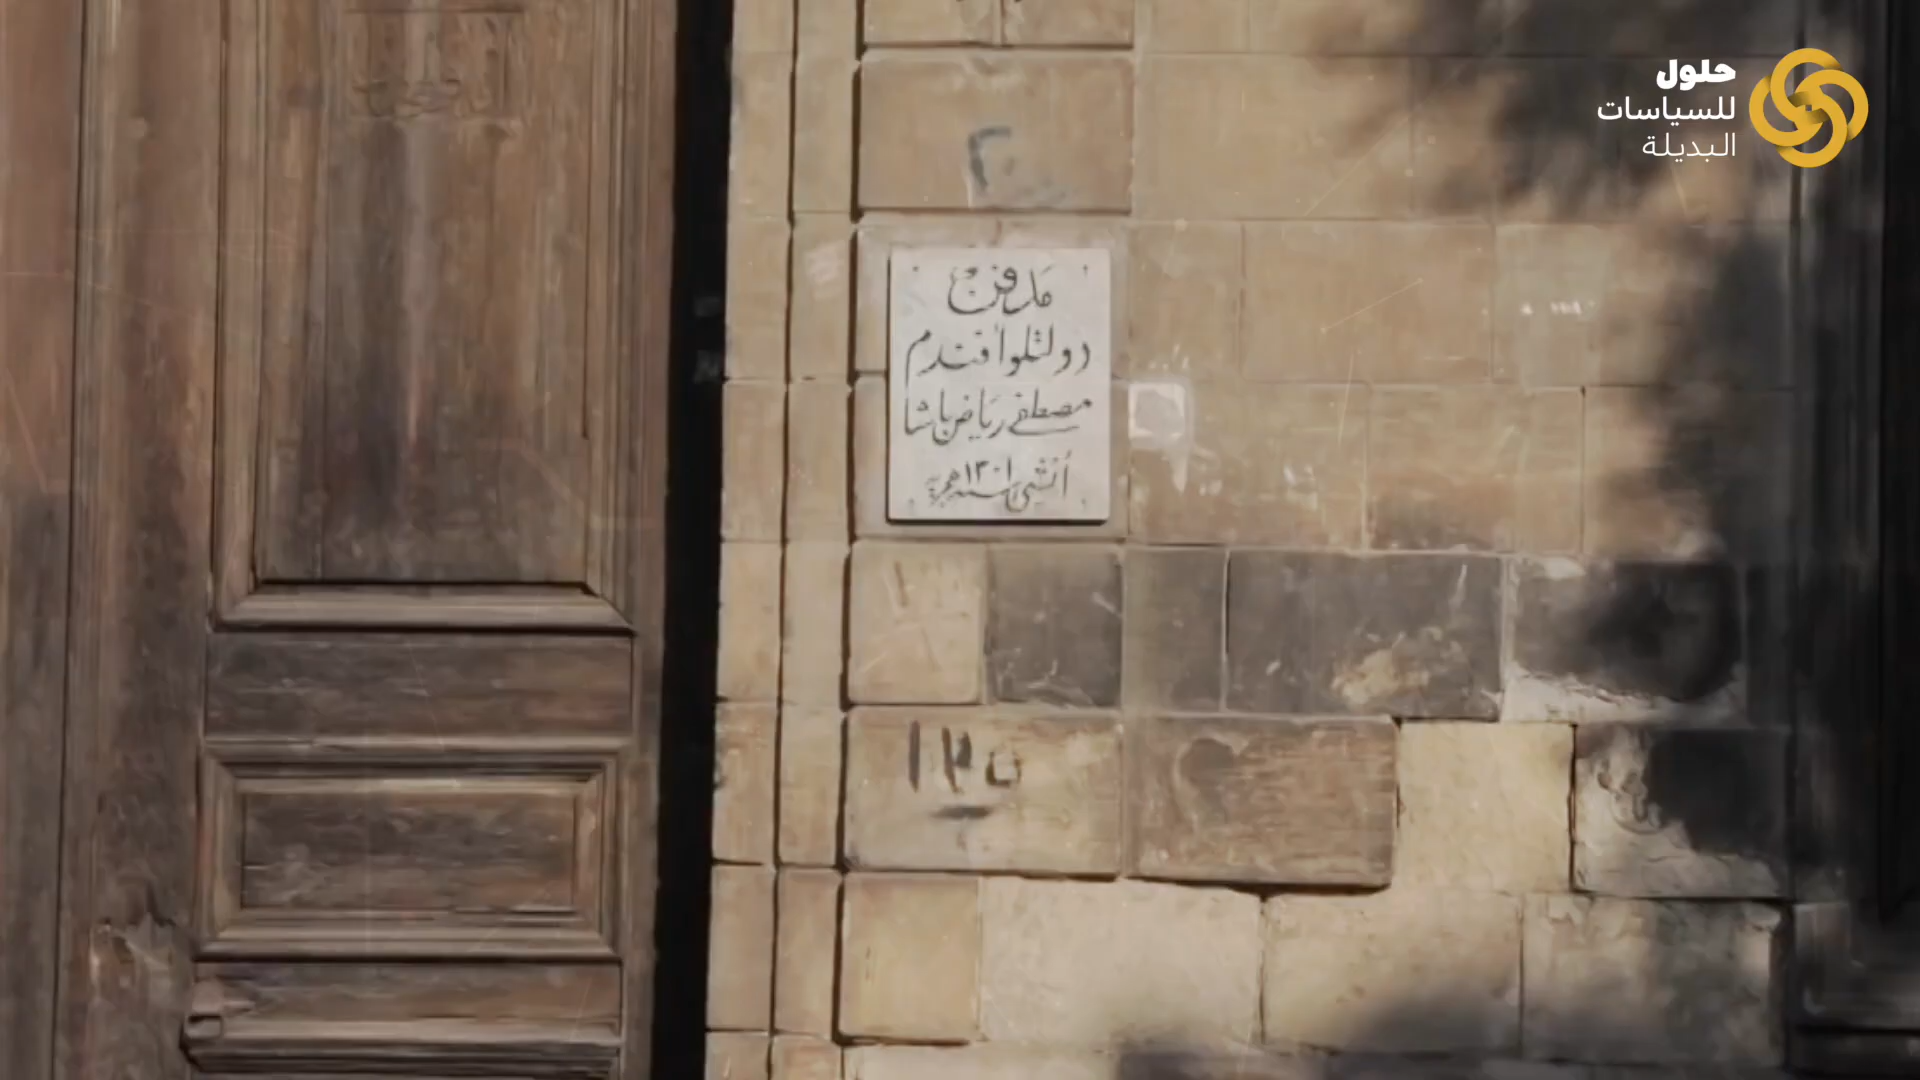 حلول
للسياسات
البديلة
مدفن
دولتلو افندم
مصطفى رياض باشا
أنشئ سنة ١٣٠١ هجرية
١٢٥